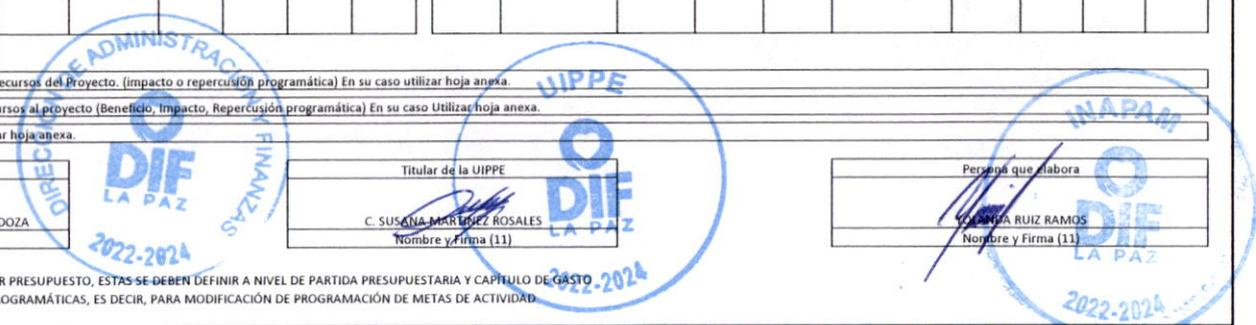 ecursos del Proyecto. (impacto o repercusión programática) En su caso utilizar hoja anexa.
rsos al proyecto (Beneficio, Impacto, Repercusión programática) En su caso Utilizar hoja anexa.
ar hoja anexa.
DIRECCIÓN DE ADMINISTRACIÓN Y FINANZAS
DIF
LA PAZ
2022-2024
UIPPE
DIF
LA PAZ
2022-2024
INAPAM
DIF
LA PAZ
2022-2024
DOZA
Titular de la UIPPE
C. SUSANA MARTINEZ ROSALES
Nombre y Firma (11)
Persona que elabora
YOLANDA RUIZ RAMOS
Nombre y Firma (11)
R PRESUPUESTO, ESTAS SE DEBEN DEFINIR A NIVEL DE PARTIDA PRESUPUESTARIA Y CAPÍTULO DE GASTO
OGRAMÁTICAS, ES DECIR, PARA MODIFICACIÓN DE PROGRAMACIÓN DE METAS DE ACTIVIDAD